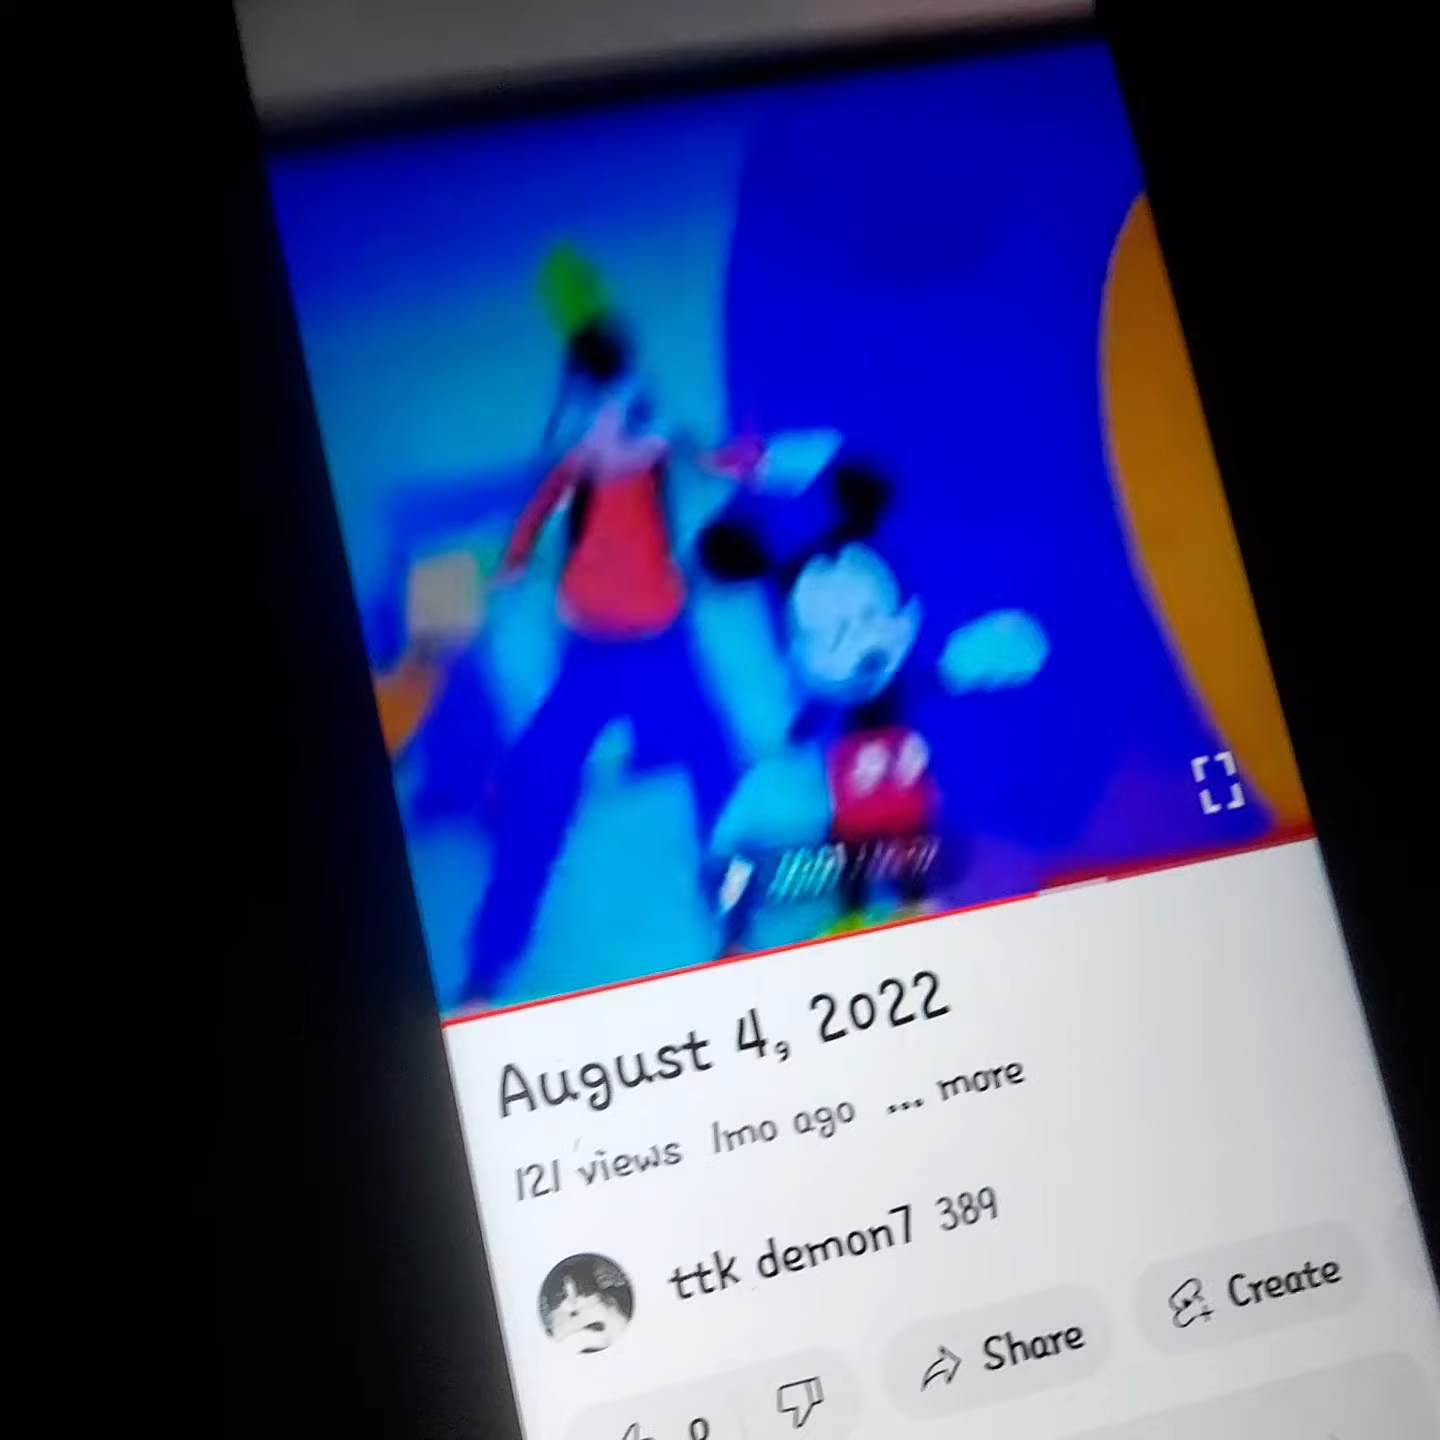 August 4, 2022
121 views 1mo ago ... more
ttk demon7 389
Share
Create